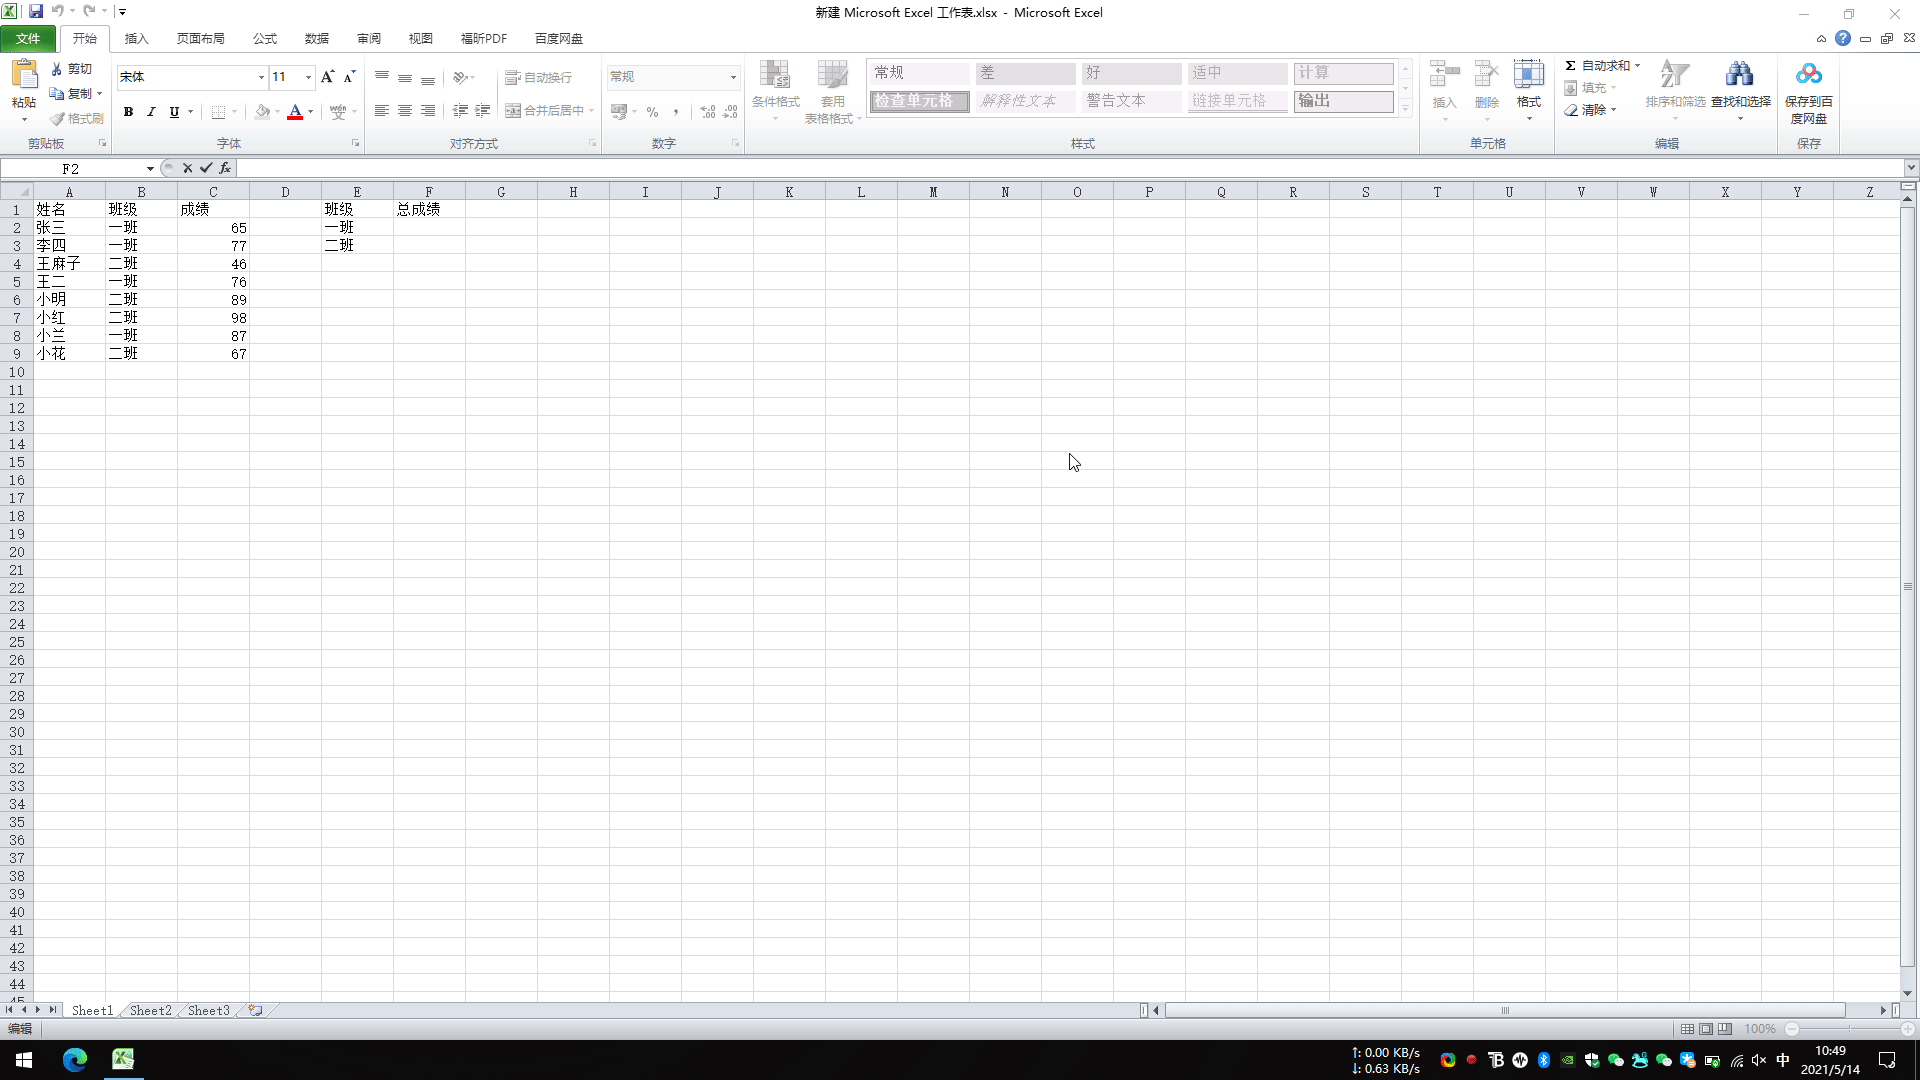 新建 Microsoft Excel 工作表.xlsx - Microsoft Excel
文件 开始 插入 页面布局 公式 数据 审阅 视图 福昕PDF 百度网盘
粘贴 剪切 复制 格式刷 剪贴板
宋体 11 B I U 字体
自动换行 合并后居中 对齐方式
常规 % 数字
条件格式 套用表格格式
常规 差 好 适中 计算
检查单元格 解释性文本 警告文本 链接单元格 输出
样式
插入 删除 格式 单元格
Σ 自动求和 填充 清除 排序和筛选 查找和选择 编辑
保存到百度网盘 保存
F2 fx
A B C D E F G H I J K L M N O P Q R S T U V W X Y Z
1 姓名 班级 成绩 班级 总成绩
2 张三 一班 65 一班
3 李四 一班 77 二班
4 王麻子 二班 46
5 王二 一班 76
6 小明 二班 89
7 小红 二班 98
8 小兰 一班 87
9 小花 二班 67
10
11
12
13
14
15
16
17
18
19
20
21
22
23
24
25
26
27
28
29
30
31
32
33
34
35
36
37
38
39
40
41
42
43
44
45
Sheet1 Sheet2 Sheet3
编辑 100%
↑: 0.00 KB/s
↓: 0.63 KB/s
中
10:49
2021/5/14